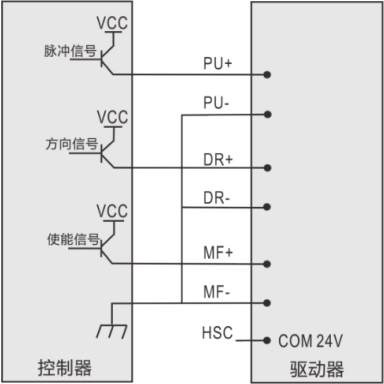 VCC
脉冲信号
PU+
PU-
VCC
方向信号
DR+
DR-
VCC
使能信号
MF+
MF-
HSC
COM 24V
控制器
驱动器